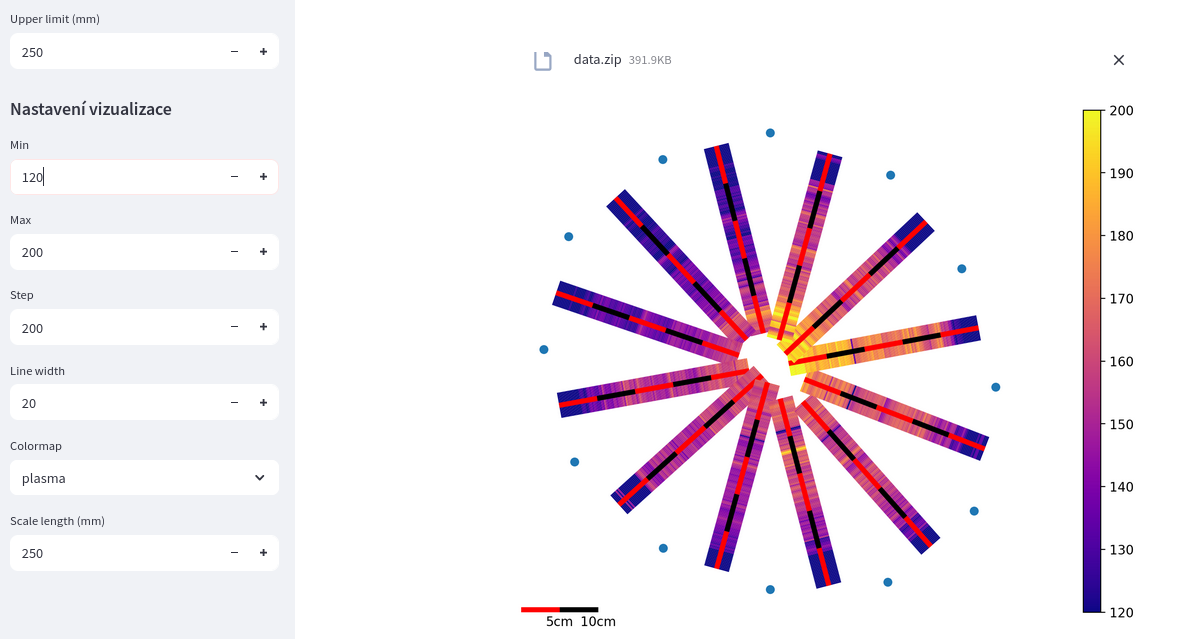 Upper limit (mm)
250
Nastavení vizualizace
Min
120
Max
200
Step
200
Line width
20
Colormap
plasma
Scale length (mm)
250
data.zip 391.9KB
200
190
180
170
160
150
140
130
120
5cm 10cm